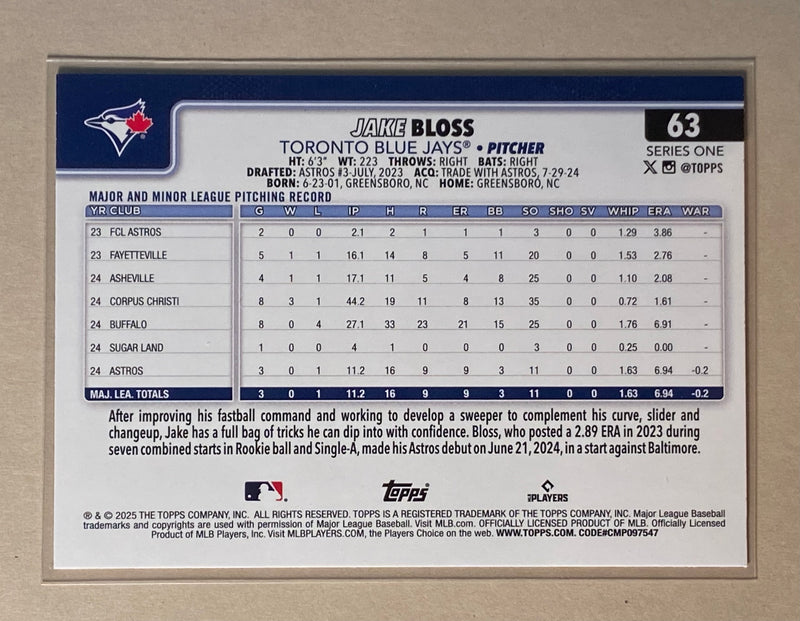 63
JAKE BLOSS
TORONTO BLUE JAYS® • PITCHER
SERIES ONE
HT: 6'3" WT: 223 THROWS: RIGHT BATS: RIGHT
@TOPPS
DRAFTED: ASTROS #3-JULY, 2023 ACQ: TRADE WITH ASTROS, 7-29-24
BORN: 6-23-01, GREENSBORO, NC HOME: GREENSBORO, NC
MAJOR AND MINOR LEAGUE PITCHING RECORD
YR CLUB G W L IP H R ER BB SO SHO SV WHIP ERA WAR
23 FCL ASTROS 2 0 0 2.1 2 1 1 1 3 0 0 1.29 3.86 -
23 FAYETTEVILLE 5 1 1 16.1 14 8 5 11 20 0 0 1.53 2.76 -
24 ASHEVILLE 4 1 1 17.1 11 5 4 8 25 0 0 1.10 2.08 -
24 CORPUS CHRISTI 8 3 1 44.2 19 11 8 13 35 0 0 0.72 1.61 -
24 BUFFALO 8 0 4 27.1 33 23 21 15 25 0 0 1.76 6.91 -
24 SUGAR LAND 1 0 0 4 1 0 0 0 3 0 0 0.25 0.00 -
24 ASTROS 3 0 1 11.2 16 9 9 3 11 0 0 1.63 6.94 -0.2
MAJ. LEA. TOTALS 3 0 1 11.2 16 9 9 3 11 0 0 1.63 6.94 -0.2
After improving his fastball command and working to develop a sweeper to complement his curve, slider and
changeup, Jake has a full bag of tricks he can dip into with confidence. Bloss, who posted a 2.89 ERA in 2023 during
seven combined starts in Rookie ball and Single-A, made his Astros debut on June 21, 2024, in a start against Baltimore.
Topps
PLAYERS
® & © 2025 THE TOPPS COMPANY, INC. ALL RIGHTS RESERVED. TOPPS IS A REGISTERED TRADEMARK OF THE TOPPS COMPANY, INC. Major League Baseball
trademarks and copyrights are used with permission of Major League Baseball. Visit MLB.com. OFFICIALLY LICENSED PRODUCT OF MLB. Officially Licensed
Product of MLB Players, Inc. Visit MLBPLAYERS.COM, the Players Choice on the web. WWW.TOPPS.COM. CODE#CMP097547